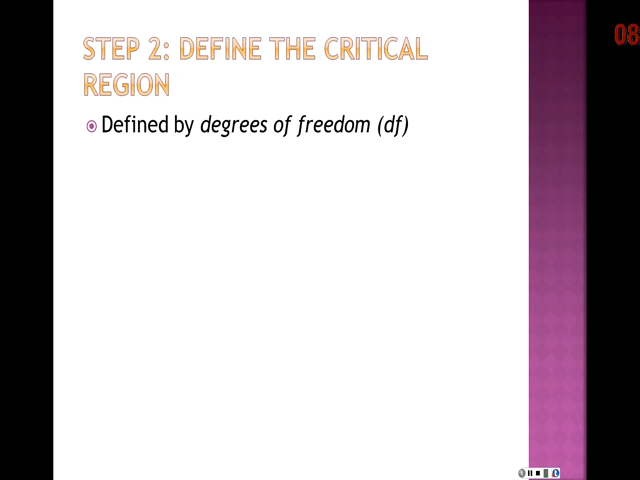 STEP 2: DEFINE THE CRITICAL
REGION
Defined by degrees of freedom (df)
08